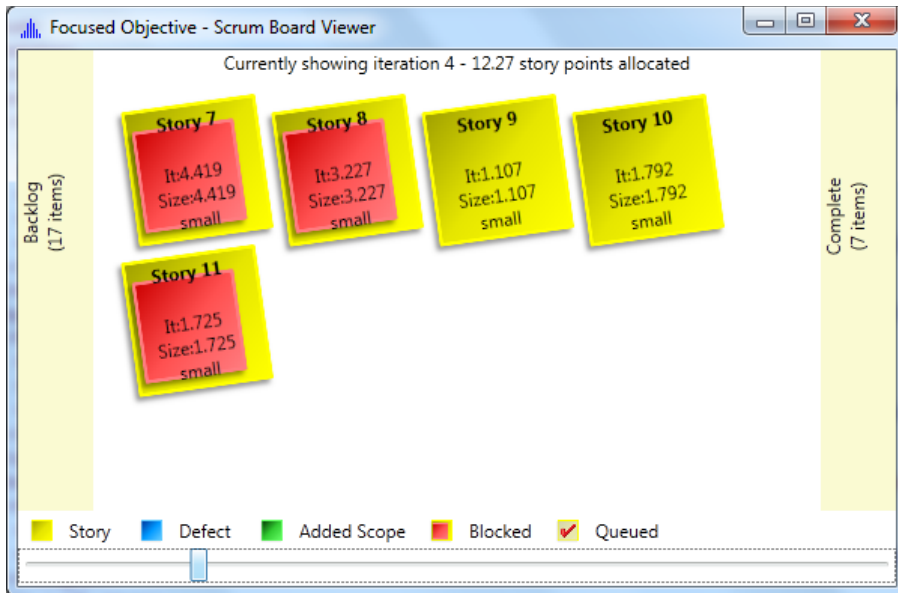 Focused Objective - Scrum Board Viewer
Currently showing iteration 4 - 12.27 story points allocated
Backlog
(17 items)
Story 7
It:4.419
Size:4.419
small
Story 8
It:3.227
Size:3.227
small
Story 9
It:1.107
Size:1.107
small
Story 10
It:1.792
Size:1.792
small
Story 11
It:1.725
Size:1.725
small
Complete
(7 items)
Story
Defect
Added Scope
Blocked
Queued